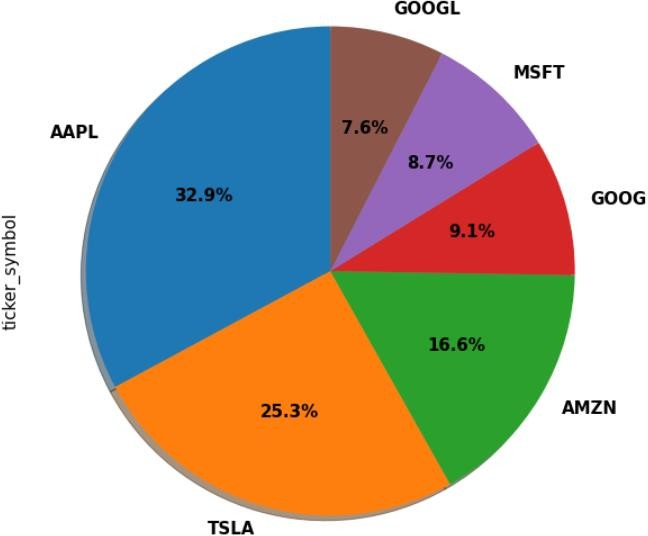 GOOGL
MSFT
AAPL
7.6%
8.7%
32.9%
GOOG
9.1%
ticker_symbol
16.6%
AMZN
25.3%
TSLA